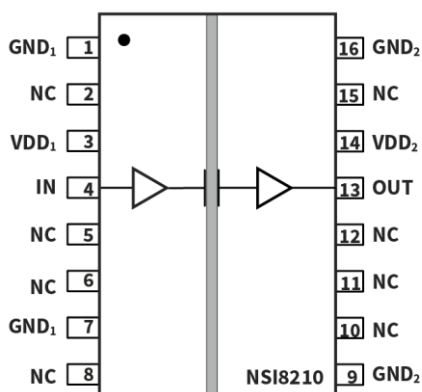 GND₁ 1 16 GND₂
NC 2 15 NC
VDD₁ 3 14 VDD₂
IN 4 13 OUT
NC 5 12 NC
NC 6 11 NC
GND₁ 7 10 NC
NC 8 NSI8210 9 GND₂